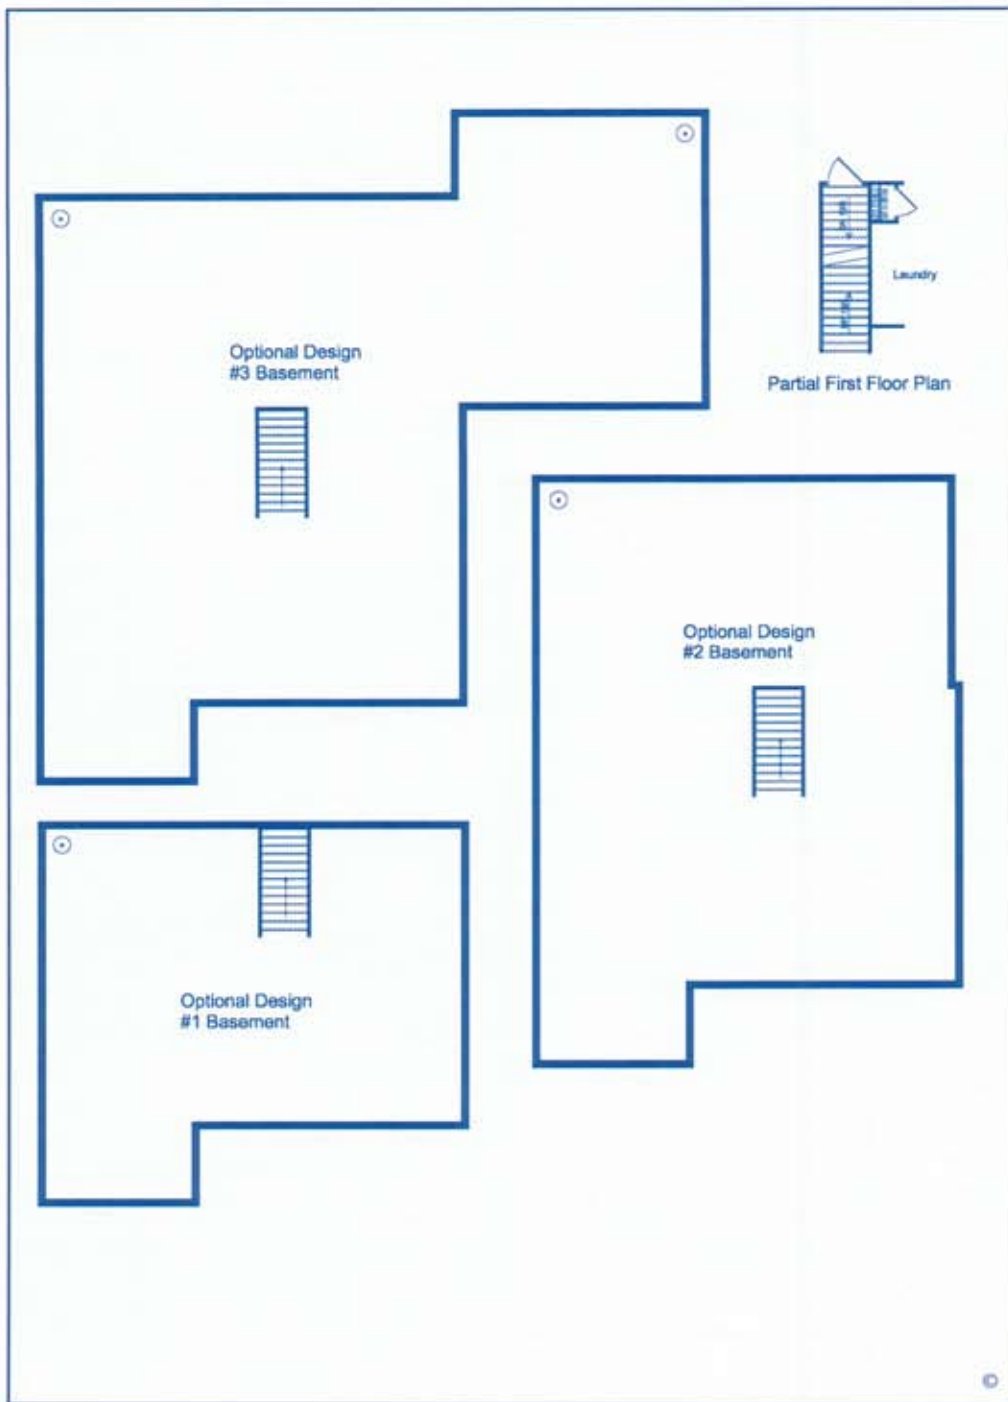 Optional Design
#3 Basement
Laundry
Partial First Floor Plan
Optional Design
#2 Basement
Optional Design
#1 Basement
©